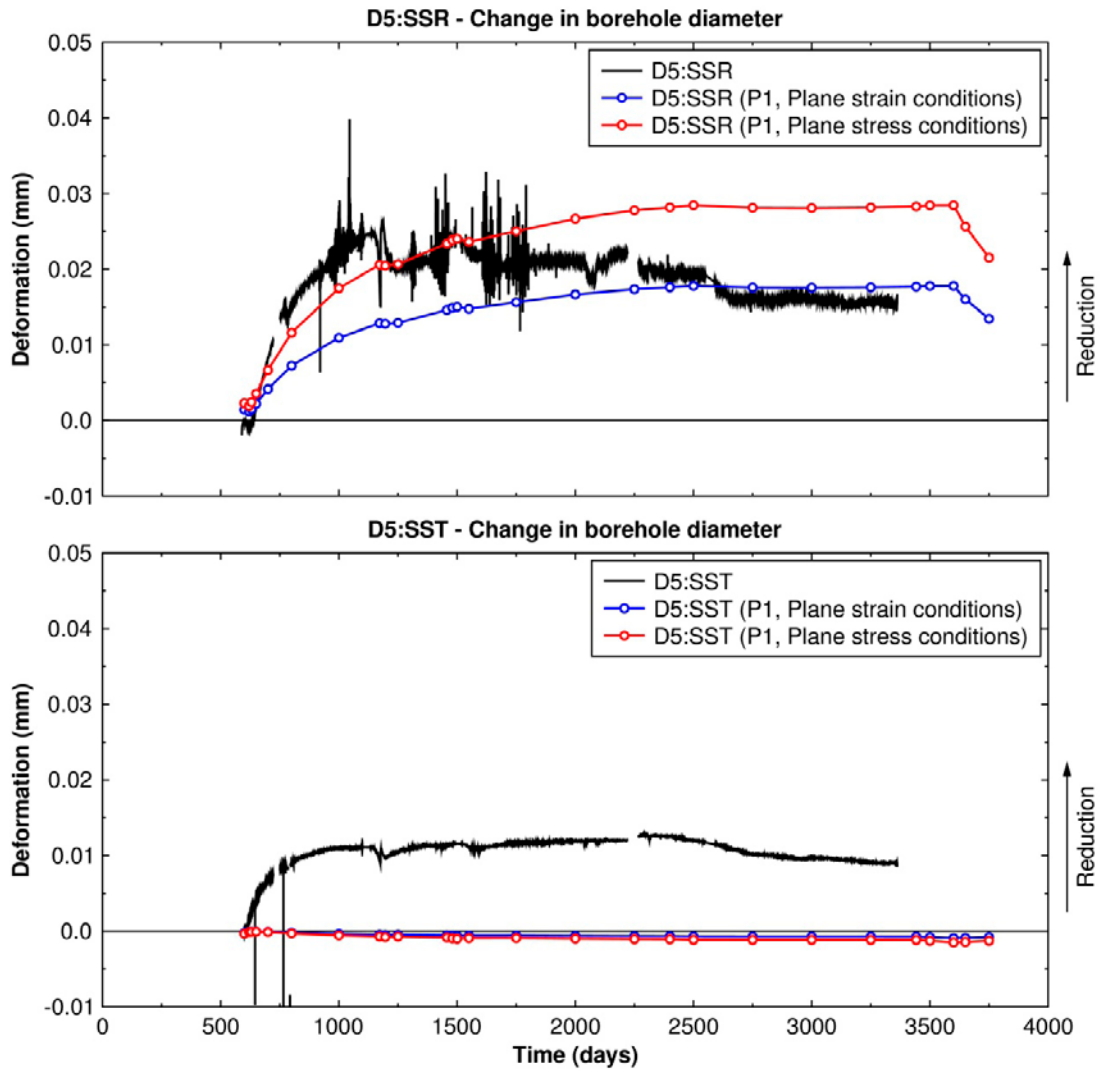 D5:SSR - Change in borehole diameter
0.05
0.04
0.03
0.02
0.01
0.0
-0.01
Deformation (mm)
D5:SSR
D5:SSR (P1, Plane strain conditions)
D5:SSR (P1, Plane stress conditions)
Reduction
D5:SST - Change in borehole diameter
0.05
0.04
0.03
0.02
0.01
0.0
-0.01
Deformation (mm)
D5:SST
D5:SST (P1, Plane strain conditions)
D5:SST (P1, Plane stress conditions)
Reduction
0 500 1000 1500 2000 2500 3000 3500 4000
Time (days)